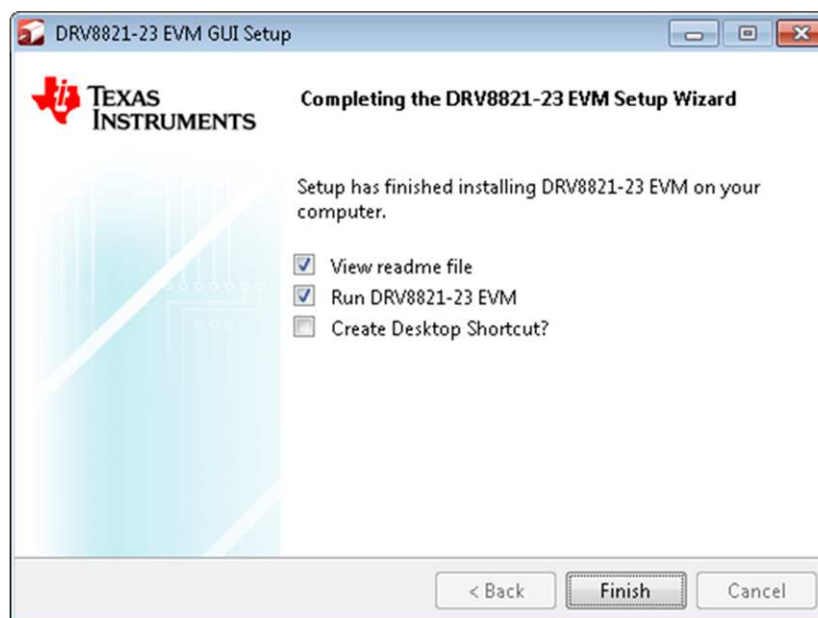 DRV8821-23 EVM GUI Setup
TEXAS
INSTRUMENTS
Completing the DRV8821-23 EVM Setup Wizard
Setup has finished installing DRV8821-23 EVM on your
computer.
View readme file
Run DRV8821-23 EVM
Create Desktop Shortcut?
< Back
Finish
Cancel